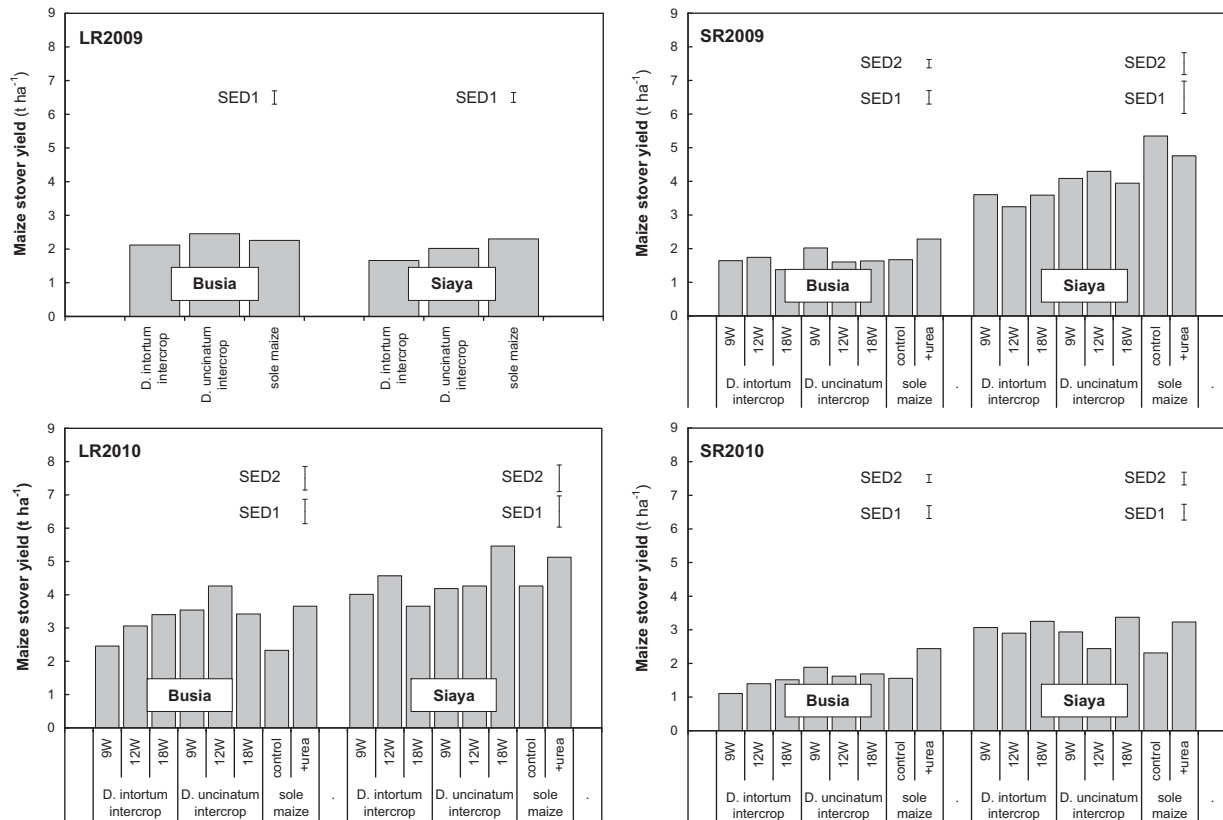 LR2009
Maize stover yield (t ha-1)
9
8
7
6
5
4
3
2
1
0
SED1
SED1
Busia
Siaya
D. intortum
intercrop
D. uncinatum
intercrop
sole maize
D. intortum
intercrop
D. uncinatum
intercrop
sole maize
SR2009
Maize stover yield (t ha-1)
9
8
7
6
5
4
3
2
1
0
SED2
SED2
SED1
SED1
Busia
Siaya
9W 12W 18W 9W 12W 18W control +urea 9W 12W 18W 9W 12W 18W control +urea
D. intortum D. uncinatum sole . D. intortum D. uncinatum sole .
intercrop intercrop maize intercrop intercrop maize
LR2010
Maize stover yield (t ha-1)
9
8
7
6
5
4
3
2
1
0
SED2
SED2
SED1
SED1
Busia
Siaya
9W 12W 18W 9W 12W 18W control +urea 9W 12W 18W 9W 12W 18W control +urea
D. intortum D. uncinatum sole . D. intortum D. uncinatum sole .
intercrop intercrop maize intercrop intercrop maize
SR2010
Maize stover yield (t ha-1)
9
8
7
6
5
4
3
2
1
0
SED2
SED2
SED1
SED1
Busia
Siaya
9W 12W 18W 9W 12W 18W control +urea 9W 12W 18W 9W 12W 18W control +urea
D. intortum D. uncinatum sole . D. intortum D. uncinatum sole .
intercrop intercrop maize intercrop intercrop maize